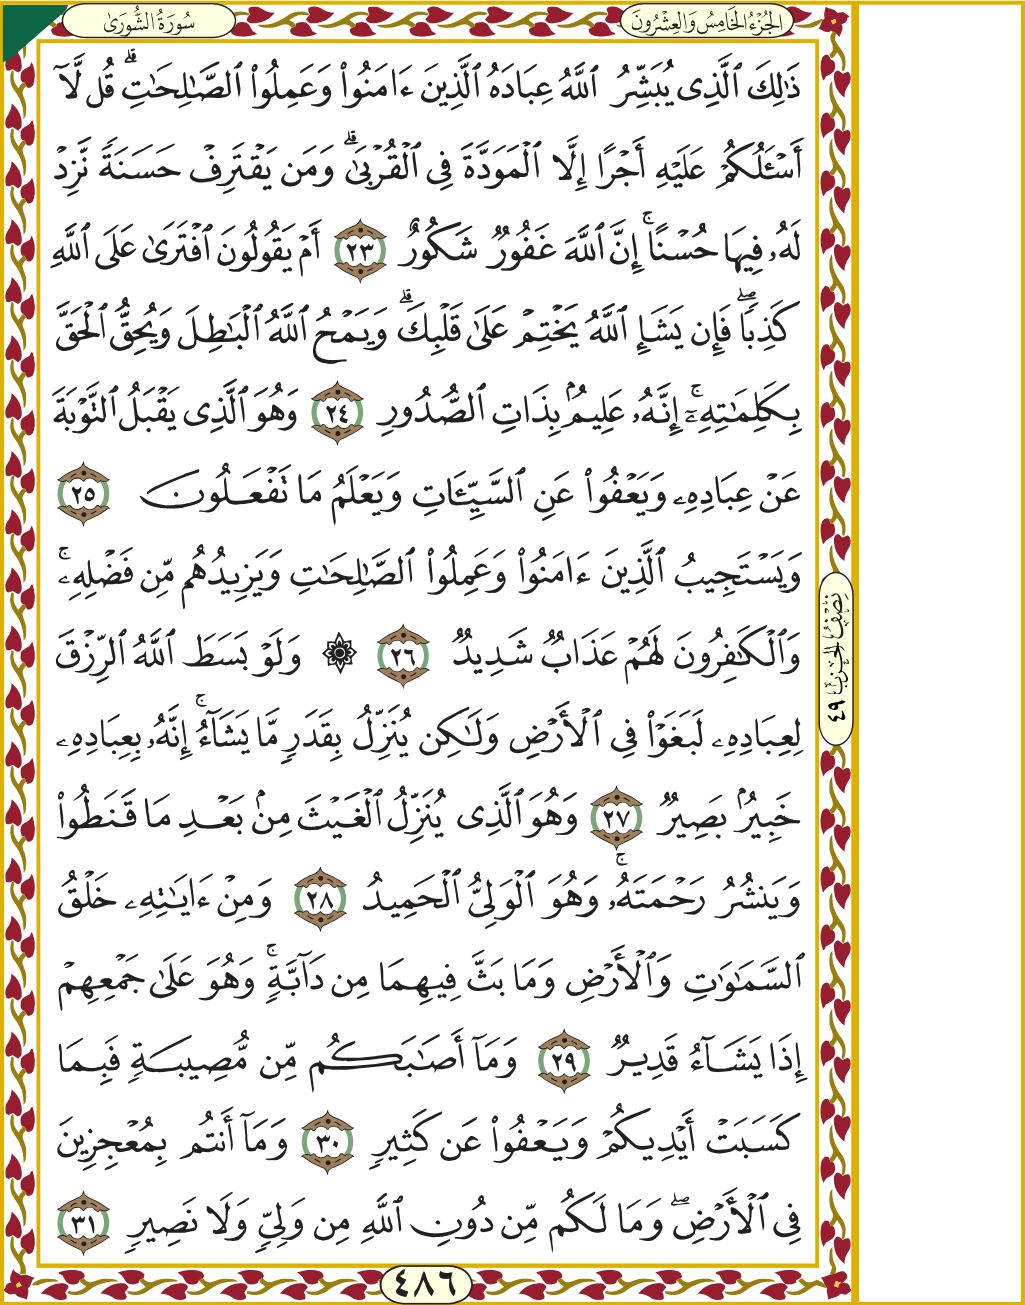 الجُزْءُ الخَامِسُ وَالعِشْرُونَ
سُورَةُ الشُّورَىٰ
ذَٰلِكَ ٱلَّذِى يُبَشِّرُ ٱللَّهُ عِبَادَهُ ٱلَّذِينَ ءَامَنُوا۟ وَعَمِلُوا۟ ٱلصَّـٰلِحَـٰتِ ۗ قُل لَّآ
أَسْـَٔلُكُمْ عَلَيْهِ أَجْرًا إِلَّا ٱلْمَوَدَّةَ فِى ٱلْقُرْبَىٰ ۗ وَمَن يَقْتَرِفْ حَسَنَةً نَّزِدْ
لَهُۥ فِيهَا حُسْنًا ۚ إِنَّ ٱللَّهَ غَفُورٌ شَكُورٌ ٢٣ أَمْ يَقُولُونَ ٱفْتَرَىٰ عَلَى ٱللَّهِ
كَذِبًا ۖ فَإِن يَشَإِ ٱللَّهُ يَخْتِمْ عَلَىٰ قَلْبِكَ ۗ وَيَمْحُ ٱللَّهُ ٱلْبَـٰطِلَ وَيُحِقُّ ٱلْحَقَّ
بِكَلِمَـٰتِهِۦٓ ۚ إِنَّهُۥ عَلِيمٌۢ بِذَاتِ ٱلصُّدُورِ ٢٤ وَهُوَ ٱلَّذِى يَقْبَلُ ٱلتَّوْبَةَ
عَنْ عِبَادِهِۦ وَيَعْفُوا۟ عَنِ ٱلسَّيِّـَٔاتِ وَيَعْلَمُ مَا تَفْعَلُونَ ٢٥
وَيَسْتَجِيبُ ٱلَّذِينَ ءَامَنُوا۟ وَعَمِلُوا۟ ٱلصَّـٰلِحَـٰتِ وَيَزِيدُهُم مِّن فَضْلِهِۦ ۚ
وَٱلْكَـٰفِرُونَ لَهُمْ عَذَابٌ شَدِيدٌ ٢٦ ۞ وَلَوْ بَسَطَ ٱللَّهُ ٱلرِّزْقَ
لِعِبَادِهِۦ لَبَغَوْا۟ فِى ٱلْأَرْضِ وَلَـٰكِن يُنَزِّلُ بِقَدَرٍ مَّا يَشَآءُ ۚ إِنَّهُۥ بِعِبَادِهِۦ
خَبِيرٌۢ بَصِيرٌ ٢٧ وَهُوَ ٱلَّذِى يُنَزِّلُ ٱلْغَيْثَ مِنۢ بَعْدِ مَا قَنَطُوا۟
وَيَنشُرُ رَحْمَتَهُۥ ۚ وَهُوَ ٱلْوَلِىُّ ٱلْحَمِيدُ ٢٨ وَمِنْ ءَايَـٰتِهِۦ خَلْقُ
ٱلسَّمَـٰوَٰتِ وَٱلْأَرْضِ وَمَا بَثَّ فِيهِمَا مِن دَآبَّةٍ ۚ وَهُوَ عَلَىٰ جَمْعِهِمْ
إِذَا يَشَآءُ قَدِيرٌ ٢٩ وَمَآ أَصَـٰبَكُم مِّن مُّصِيبَةٍ فَبِمَا
كَسَبَتْ أَيْدِيكُمْ وَيَعْفُوا۟ عَن كَثِيرٍ ٣٠ وَمَآ أَنتُم بِمُعْجِزِينَ
فِى ٱلْأَرْضِ ۖ وَمَا لَكُم مِّن دُونِ ٱللَّهِ مِن وَلِىٍّ وَلَا نَصِيرٍ ٣١
نِصْفُ الحِزْبِ ٤٩
٤٨٦